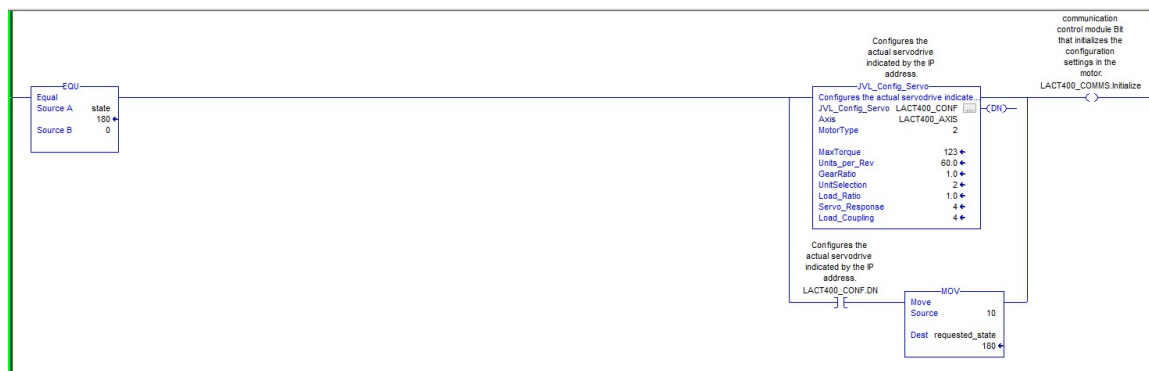 EQU
Equal
Source A state
180
Source B 0
Configures the
actual servodrive
indicated by the IP
address.
JVL_Config_Servo
Configures the actual servodrive indicate...
JVL_Config_Servo LACT400_CONF ...
Axis LACT400_AXIS
MotorType 2
MaxTorque 123
Units_per_Rev 60.0
GearRatio 1.0
UnitSelection 2
Load_Ratio 1.0
Servo_Response 4
Load_Coupling 4
DN
communication
control module Bit
that initializes the
configuration
settings in the
motor.
LACT400_COMMS.Initialize
Configures the
actual servodrive
indicated by the IP
address.
LACT400_CONF.DN
MOV
Move
Source 10
Dest requested_state
180